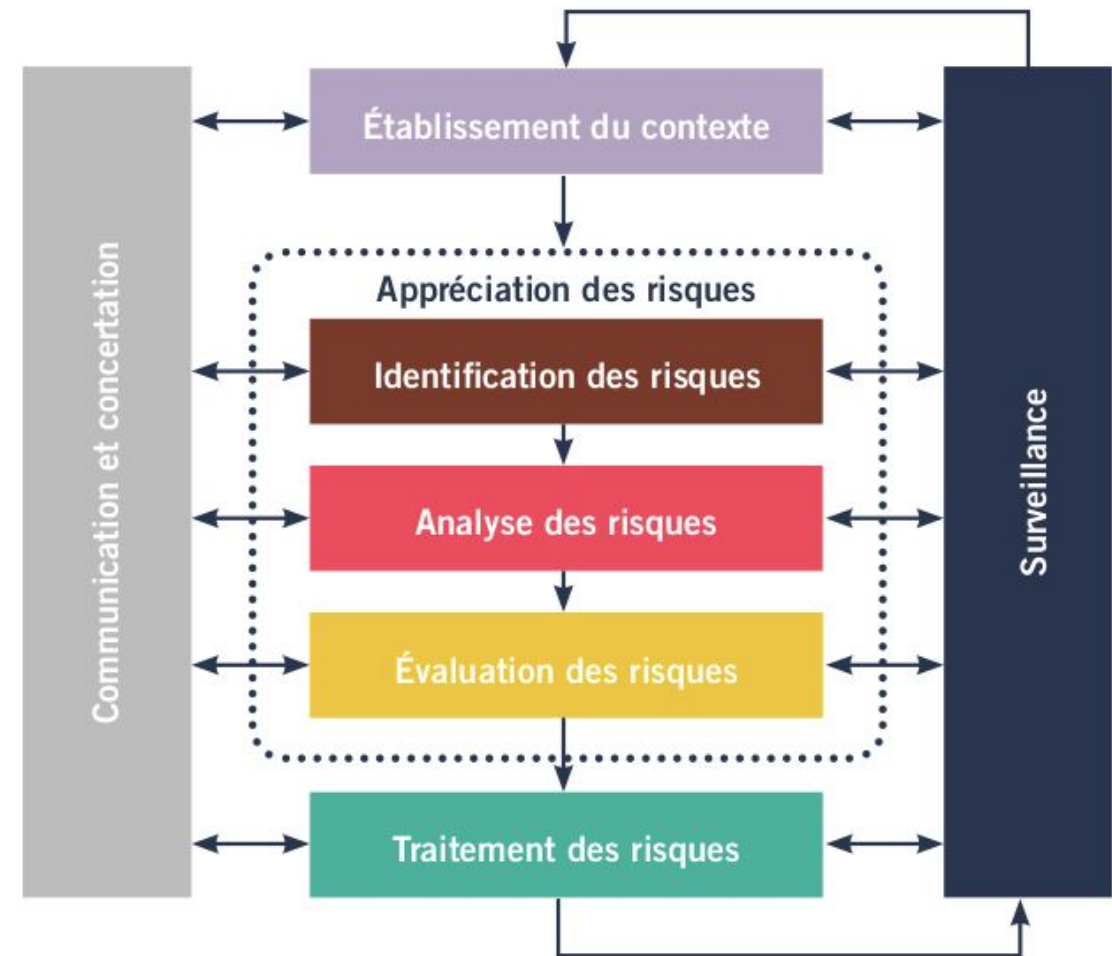 Établissement du contexte
Communication et concertation
Appréciation des risques
Identification des risques
Analyse des risques
Évaluation des risques
Traitement des risques
Surveillance